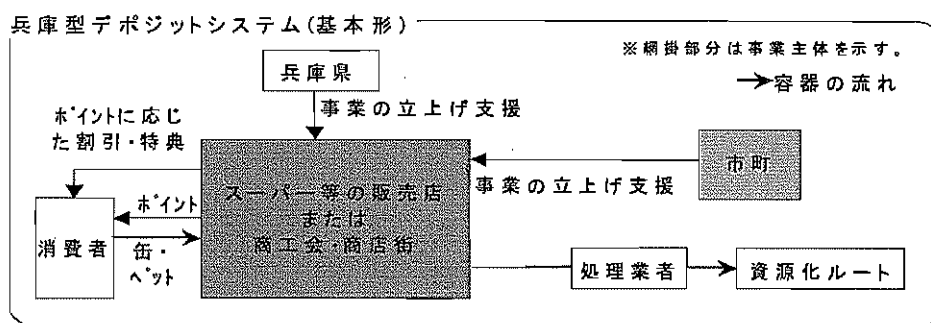 兵庫型デポジットシステム(基本形)
※網掛部分は事業主体を示す。
兵庫県
→容器の流れ
事業の立上げ支援
ポイントに応じ
た割引・特典
市町
スーパー等の販売店
または
商工会・商店街
事業の立上げ支援
ポイント
消費者
缶・
ペット
処理業者
資源化ルート